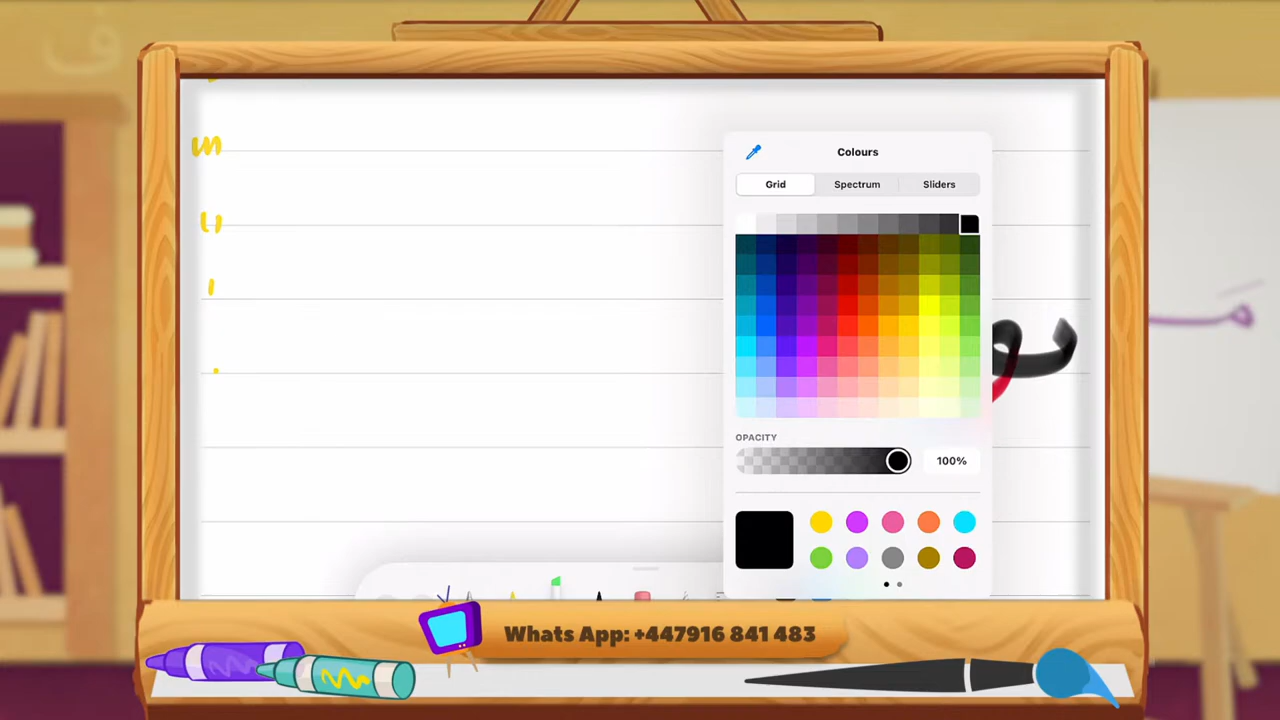 ف
Colours
Grid Spectrum Sliders
OPACITY
100%
Whats App: +447916 841 483